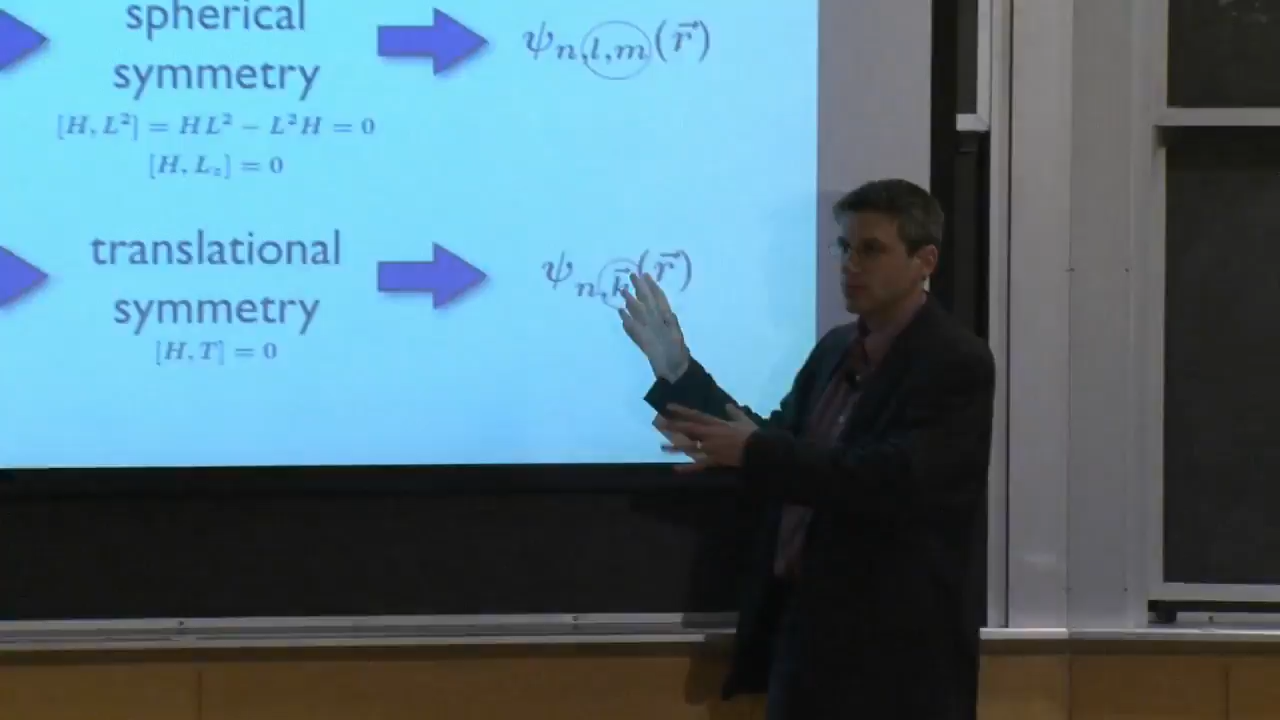 spherical
symmetry
[H, L²] = HL² − L²H = 0
[H, L_z] = 0
ψ_{n,l,m}(r⃗)
translational
symmetry
[H, T] = 0
ψ_{n,k⃗}(r⃗)